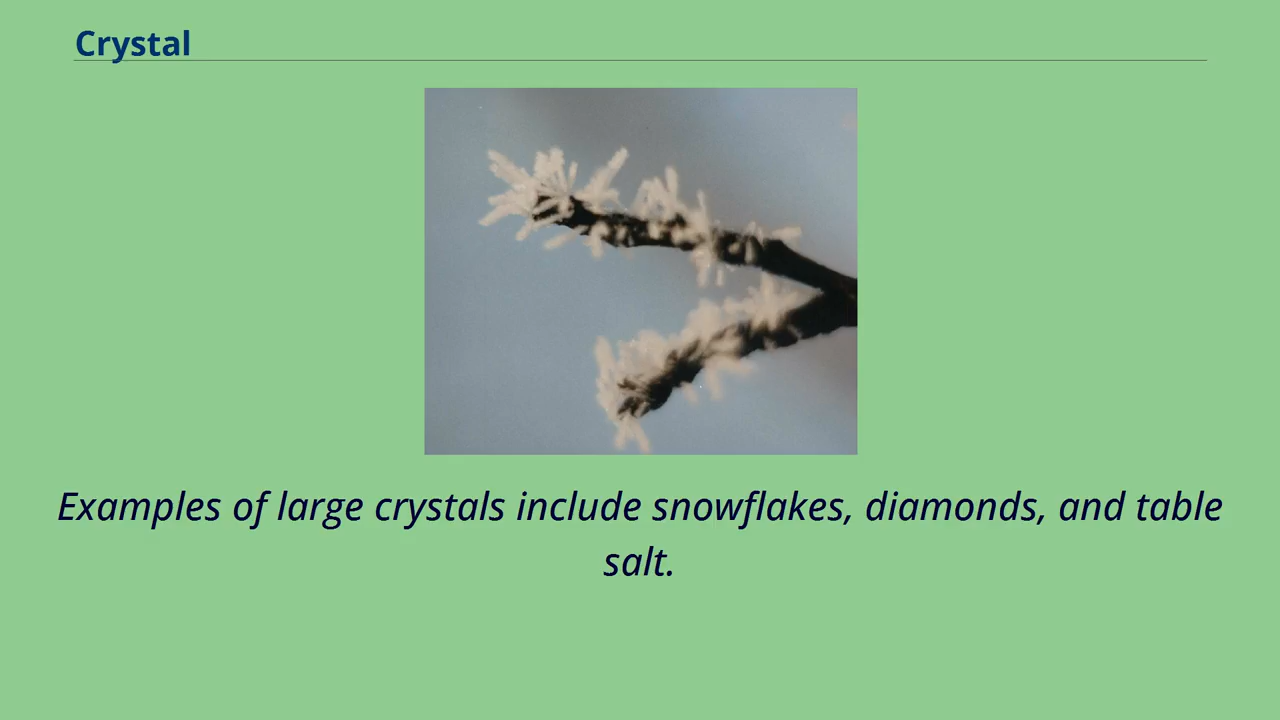 Crystal
Examples of large crystals include snowflakes, diamonds, and table
salt.